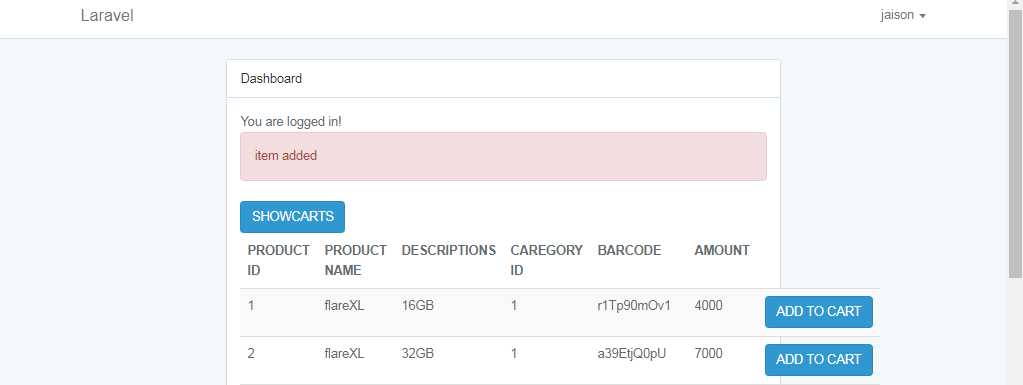 Laravel jaison
Dashboard
You are logged in!
item added
SHOWCARTS
PRODUCT ID PRODUCT NAME DESCRIPTIONS CAREGORY ID BARCODE AMOUNT
1 flareXL 16GB 1 r1Tp90mOv1 4000 ADD TO CART
2 flareXL 32GB 1 a39EtjQ0pU 7000 ADD TO CART